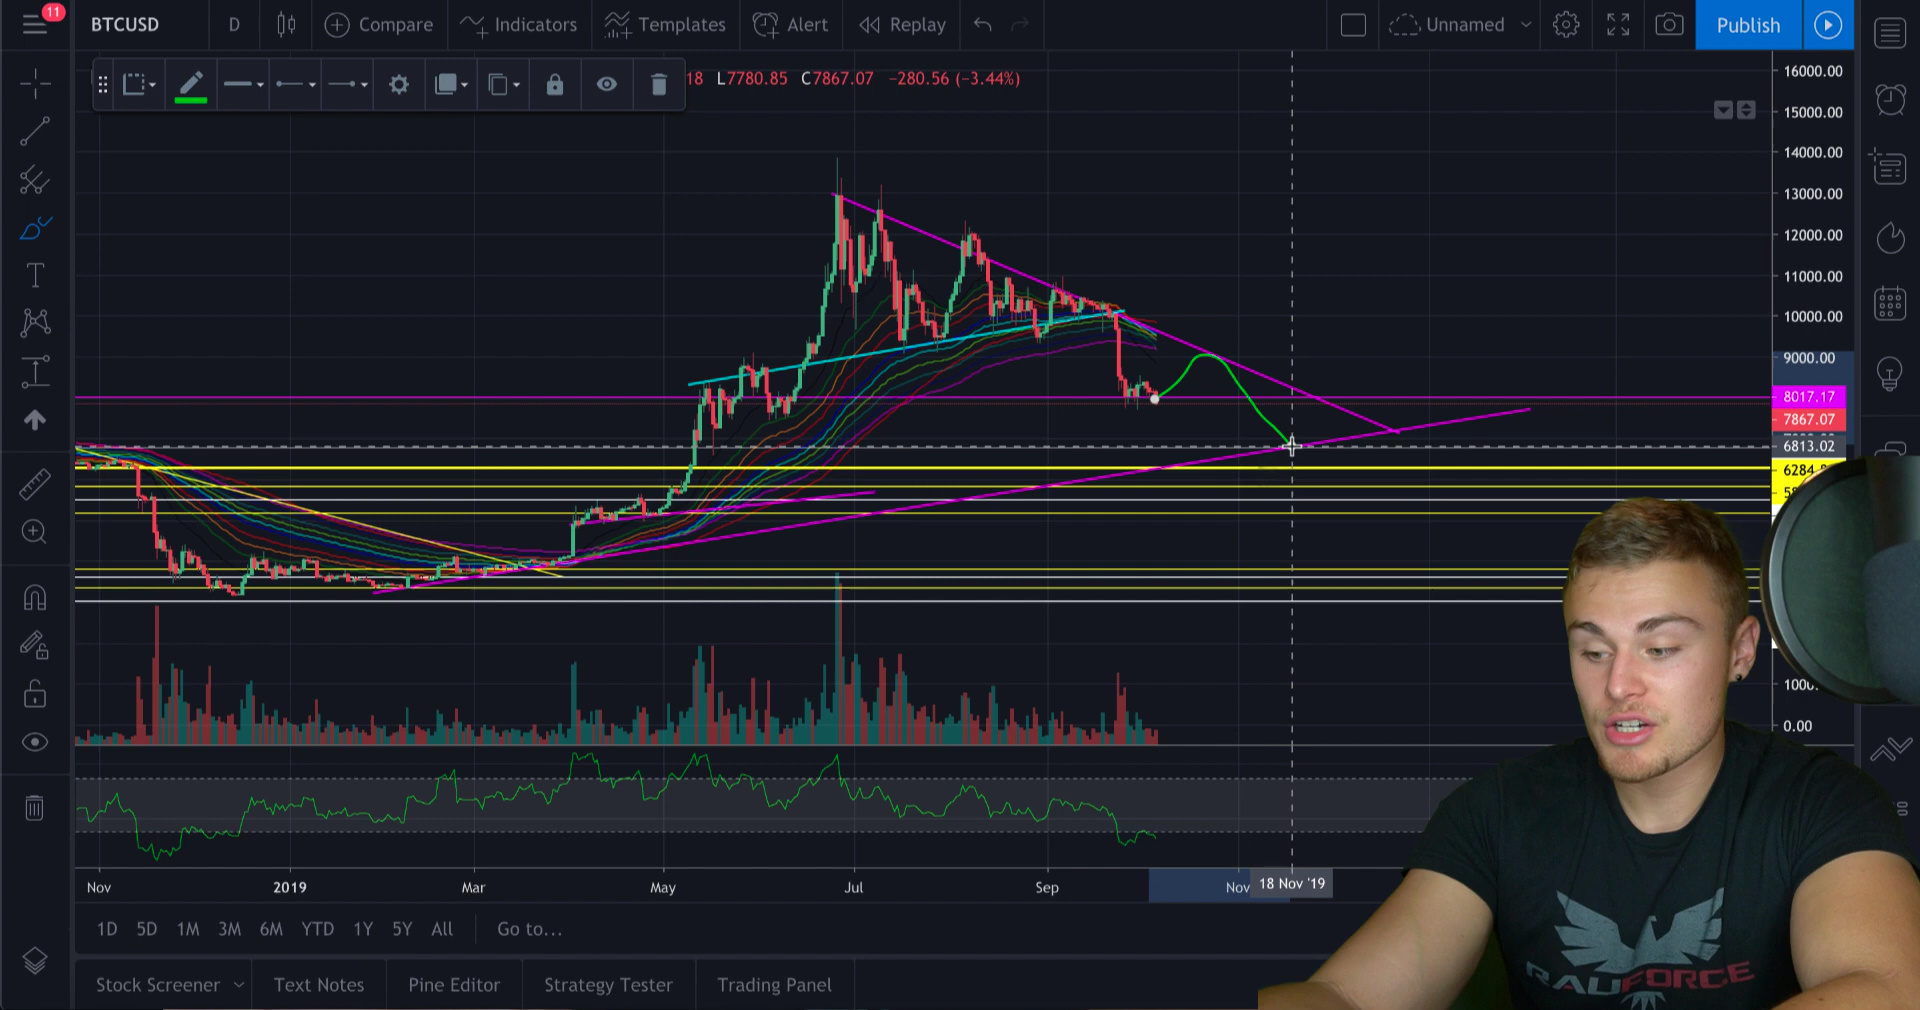 11
BTCUSD D Compare Indicators Templates Alert Replay Unnamed Publish
18 L7780.85 C7867.07 −280.56 (−3.44%)
16000.00
15000.00
14000.00
13000.00
12000.00
11000.00
10000.00
9000.00
8017.17
7867.07
6813.02
6284.
0.00
Nov 2019 Mar May Jul Sep Nov 18 Nov '19
1D 5D 1M 3M 6M YTD 1Y 5Y All Go to...
Stock Screener Text Notes Pine Editor Strategy Tester Trading Panel
RAUFORCE